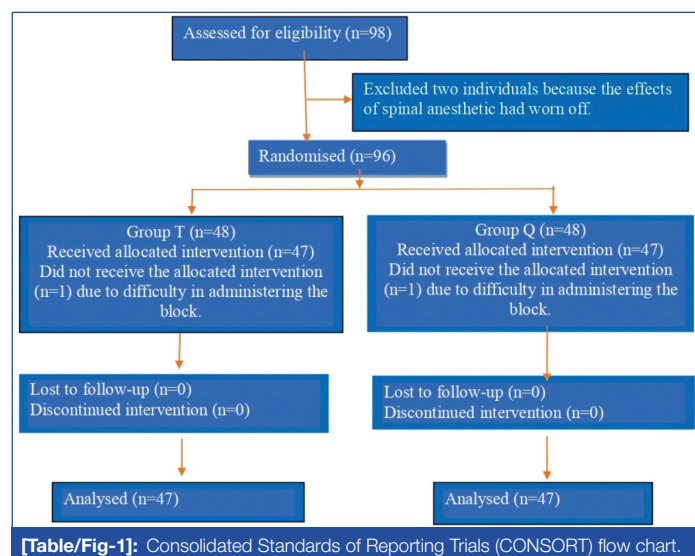 Assessed for eligibility (n=98)
Excluded two individuals because the effects
of spinal anesthetic had worn off.
Randomised (n=96)
Group T (n=48)
Received allocated intervention (n=47)
Did not receive the allocated intervention
(n=1) due to difficulty in administering the
block.
Group Q (n=48)
Received allocated intervention (n=47)
Did not receive the allocated intervention
(n=1) due to difficulty in administering the
block.
Lost to follow-up (n=0)
Discontinued intervention (n=0)
Lost to follow-up (n=0)
Discontinued intervention (n=0)
Analysed (n=47)
Analysed (n=47)
[Table/Fig-1]: Consolidated Standards of Reporting Trials (CONSORT) flow chart.